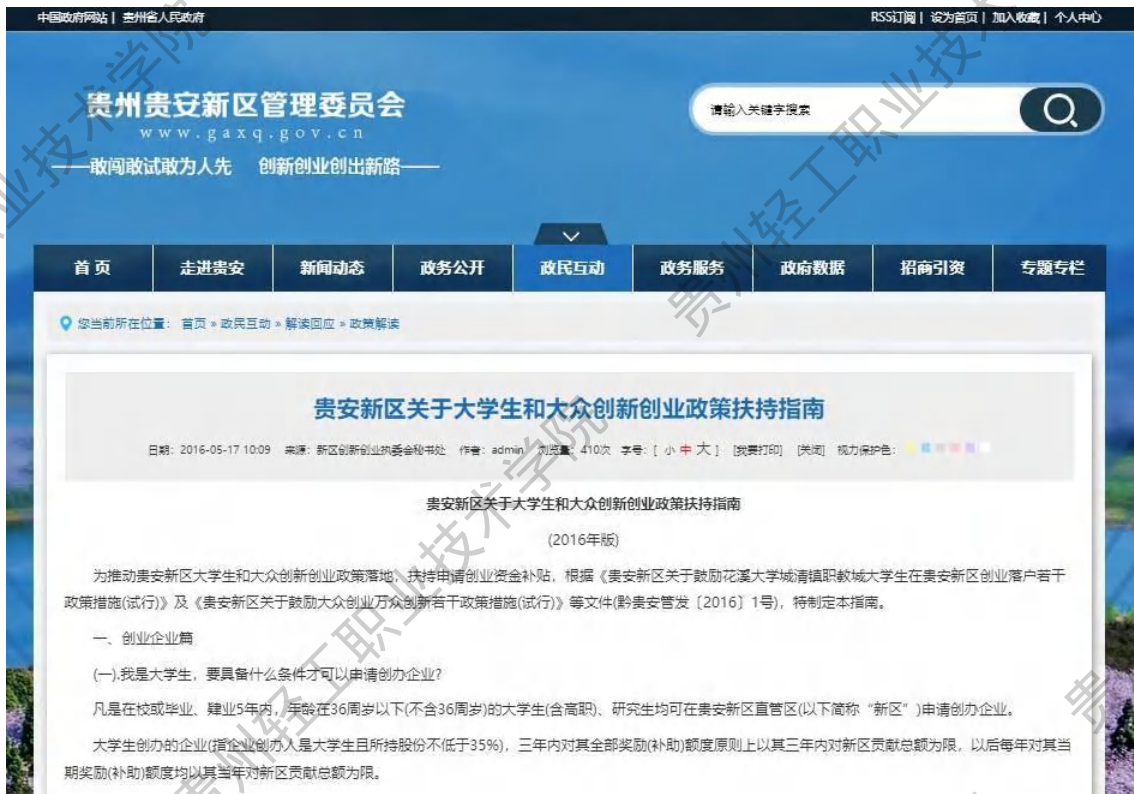 中国政府网站 | 贵州省人民政府
RSS订阅 | 设为首页 | 加入收藏 | 个人中心
贵州贵安新区管理委员会
www.gaxq.gov.cn
——敢闯敢试敢为人先 创新创业创出新路——
请输入关键字搜索
首页 走进贵安 新闻动态 政务公开 政民互动 政务服务 政府数据 招商引资 专题专栏
您当前所在位置： 首页 » 政民互动 » 解读回应 » 政策解读
贵安新区关于大学生和大众创新创业政策扶持指南
日期：2016-05-17 10:09 来源：新区创新创业执委会秘书处 作者：admin 浏览量：410次 字号：[ 小 中 大 ] [我要打印] [关闭] 视力保护色：
贵安新区关于大学生和大众创新创业政策扶持指南
(2016年版)
为推动贵安新区大学生和大众创新创业政策落地，扶持申请创业资金补贴，根据《贵安新区关于鼓励花溪大学城清镇职教城大学生在贵安新区创业落户若干
政策措施(试行)》及《贵安新区关于鼓励大众创业万众创新若干政策措施(试行)》等文件(黔贵安管发〔2016〕1号)，特制定本指南。
一、创业企业篇
(一).我是大学生，要具备什么条件才可以申请创办企业?
凡是在校或毕业、肄业5年内，年龄在36周岁以下(不含36周岁)的大学生(含高职)、研究生均可在贵安新区直管区(以下简称“新区”)申请创办企业。
大学生创办的企业(指企业创办人是大学生且所持股份不低于35%)，三年内对其全部奖励(补助)额度原则上以其三年内对新区贡献总额为限，以后每年对其当
期奖励(补助)额度均以其当年对新区贡献总额为限。
贵州轻工职业技术学院